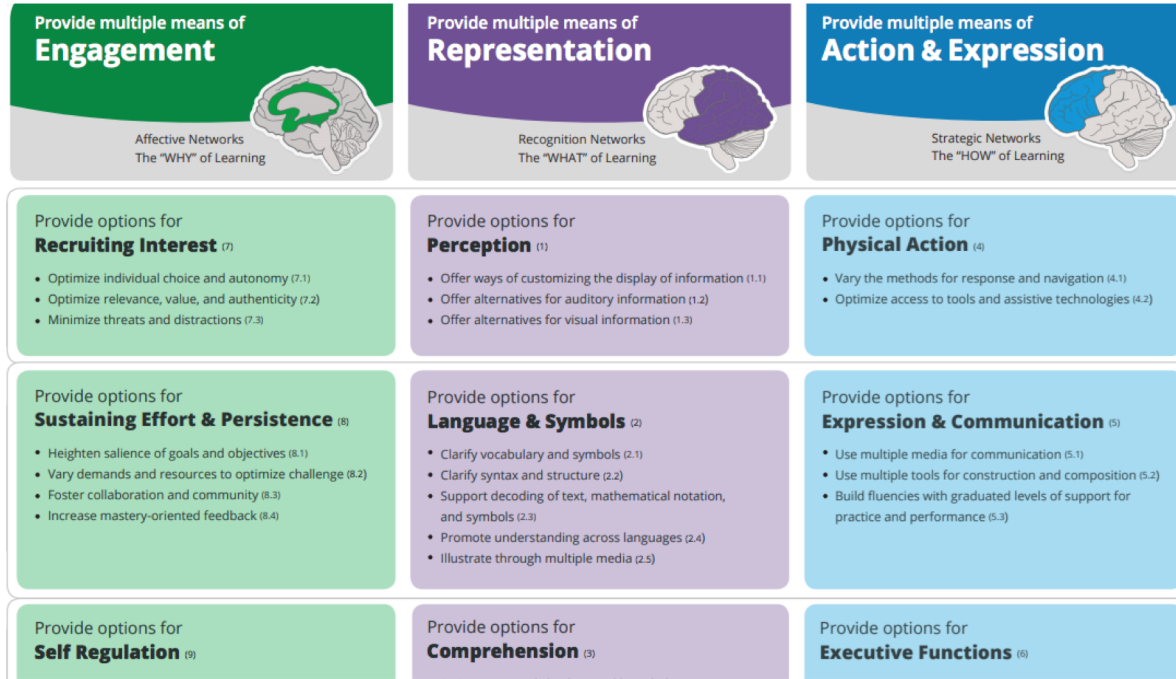 Provide multiple means of
Engagement
Affective Networks
The “WHY” of Learning
Provide multiple means of
Representation
Recognition Networks
The “WHAT” of Learning
Provide multiple means of
Action & Expression
Strategic Networks
The “HOW” of Learning
Provide options for
Recruiting Interest (7)
• Optimize individual choice and autonomy (7.1)
• Optimize relevance, value, and authenticity (7.2)
• Minimize threats and distractions (7.3)
Provide options for
Perception (1)
• Offer ways of customizing the display of information (1.1)
• Offer alternatives for auditory information (1.2)
• Offer alternatives for visual information (1.3)
Provide options for
Physical Action (4)
• Vary the methods for response and navigation (4.1)
• Optimize access to tools and assistive technologies (4.2)
Provide options for
Sustaining Effort & Persistence (8)
• Heighten salience of goals and objectives (8.1)
• Vary demands and resources to optimize challenge (8.2)
• Foster collaboration and community (8.3)
• Increase mastery-oriented feedback (8.4)
Provide options for
Language & Symbols (2)
• Clarify vocabulary and symbols (2.1)
• Clarify syntax and structure (2.2)
• Support decoding of text, mathematical notation,
and symbols (2.3)
• Promote understanding across languages (2.4)
• Illustrate through multiple media (2.5)
Provide options for
Expression & Communication (5)
• Use multiple media for communication (5.1)
• Use multiple tools for construction and composition (5.2)
• Build fluencies with graduated levels of support for
practice and performance (5.3)
Provide options for
Self Regulation (9)
Provide options for
Comprehension (3)
Provide options for
Executive Functions (6)